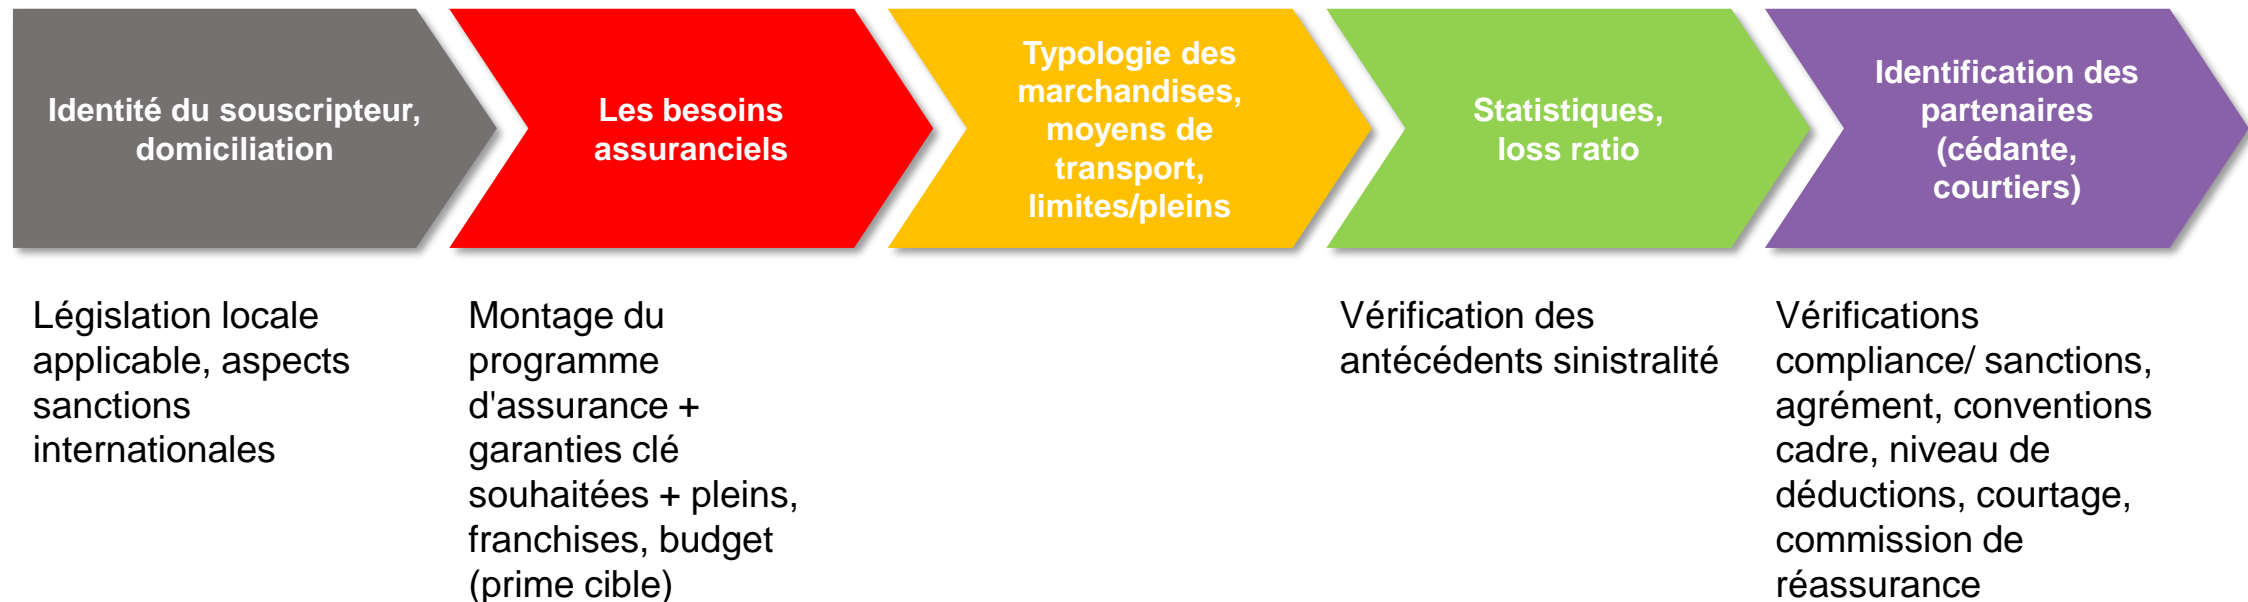 Identité du souscripteur,
domiciliation
Les besoins
assuranciels
Typologie des
marchandises,
moyens de
transport,
limites/pleins
Statistiques,
loss ratio
Identification des
partenaires
(cédante,
courtiers)
Législation locale
applicable, aspects
sanctions
internationales
Montage du
programme
d'assurance +
garanties clé
souhaitées + pleins,
franchises, budget
(prime cible)
Vérification des
antécédents sinistralité
Vérifications
compliance/ sanctions,
agrément, conventions
cadre, niveau de
déductions, courtage,
commission de
réassurance